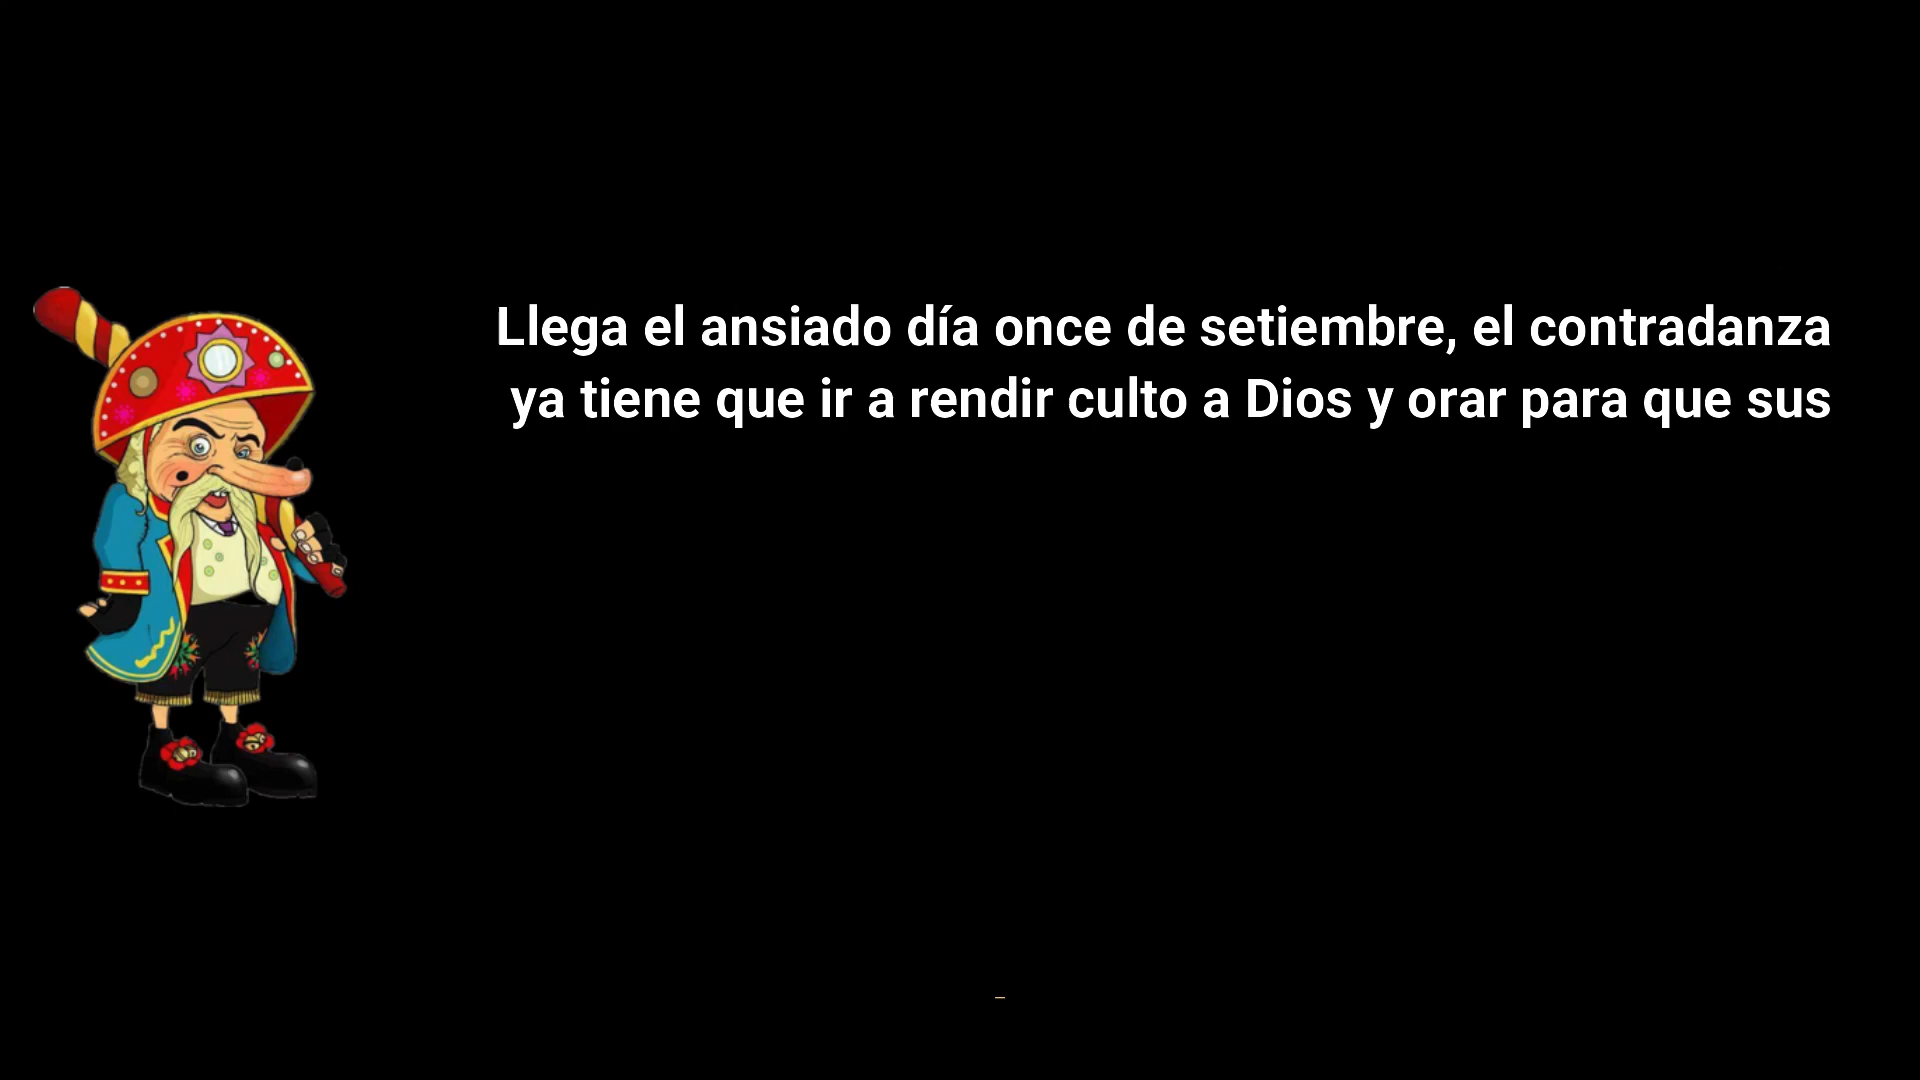 Llega el ansiado día once de setiembre, el contradanza
ya tiene que ir a rendir culto a Dios y orar para que sus